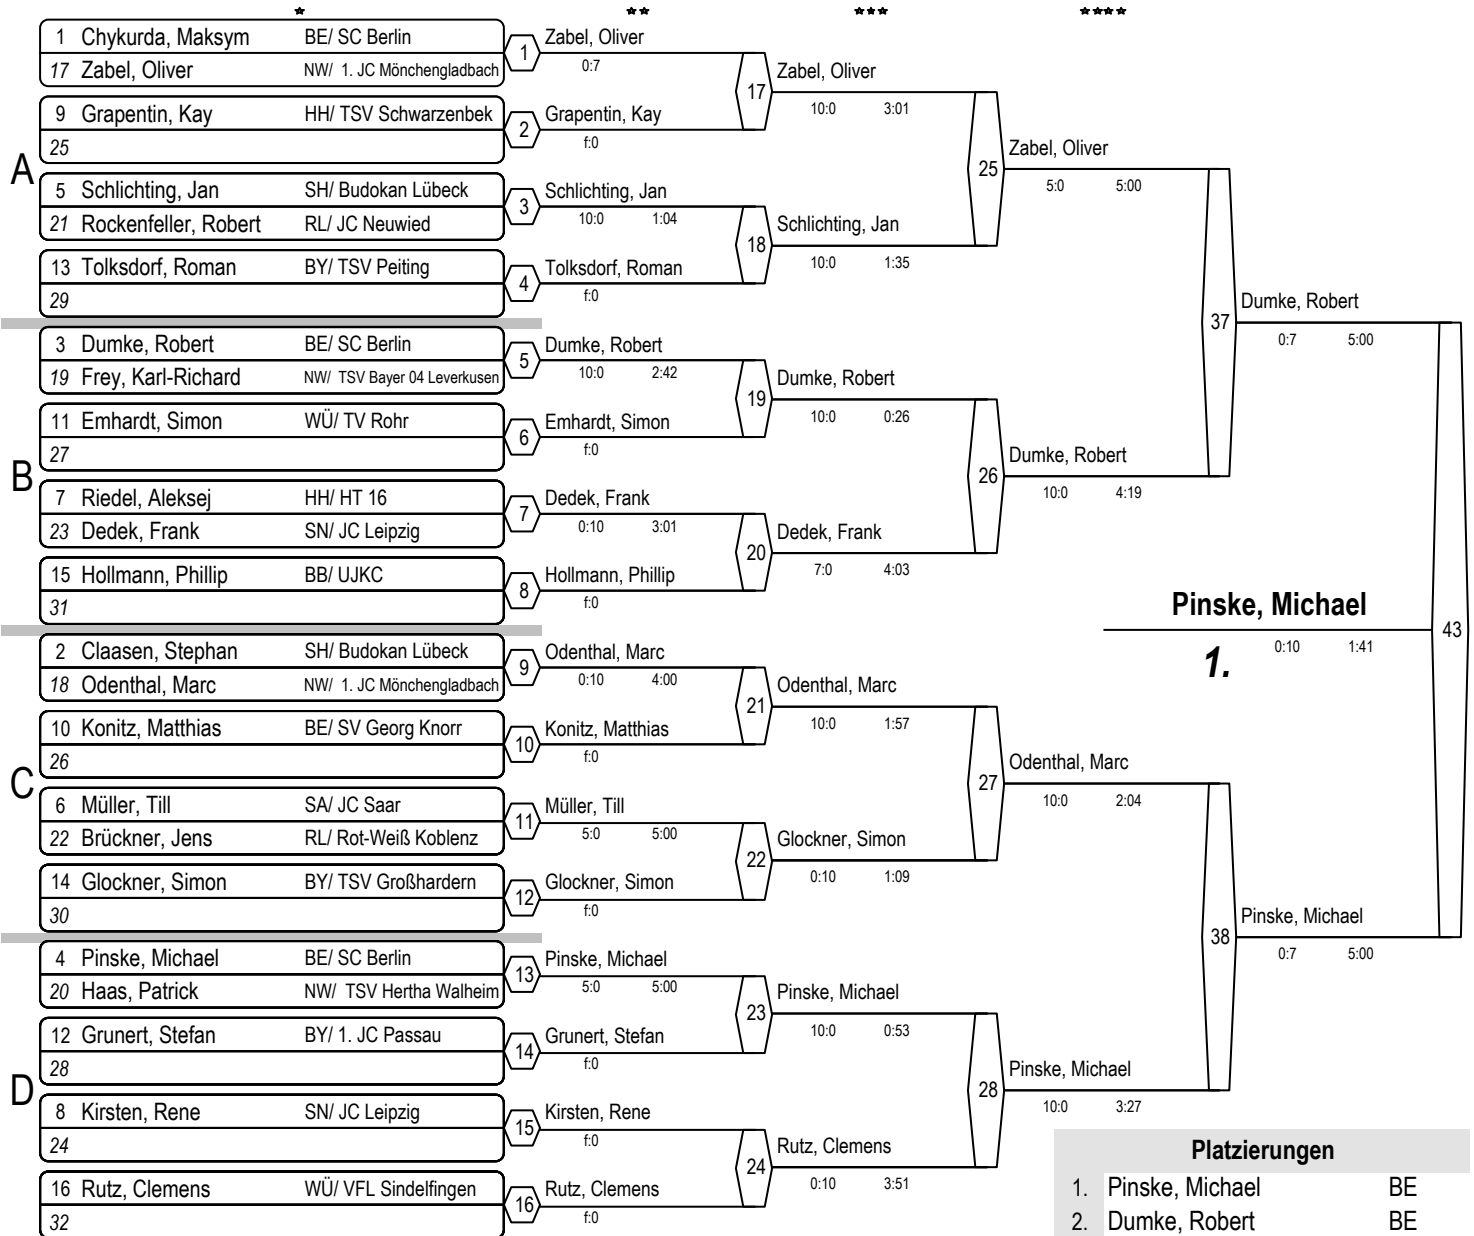 * ** *** ****
A
1 Chykurda, Maksym BE/ SC Berlin
17 Zabel, Oliver NW/ 1. JC Mönchengladbach
1 Zabel, Oliver
0:7
9 Grapentin, Kay HH/ TSV Schwarzenbek
25
2 Grapentin, Kay
f:0
17 Zabel, Oliver
10:0 3:01
5 Schlichting, Jan SH/ Budokan Lübeck
21 Rockenfeller, Robert RL/ JC Neuwied
3 Schlichting, Jan
10:0 1:04
13 Tolksdorf, Roman BY/ TSV Peiting
29
4 Tolksdorf, Roman
f:0
18 Schlichting, Jan
10:0 1:35
25 Zabel, Oliver
5:0 5:00
B
3 Dumke, Robert BE/ SC Berlin
19 Frey, Karl-Richard NW/ TSV Bayer 04 Leverkusen
5 Dumke, Robert
10:0 2:42
11 Emhardt, Simon WÜ/ TV Rohr
27
6 Emhardt, Simon
f:0
19 Dumke, Robert
10:0 0:26
7 Riedel, Aleksej HH/ HT 16
23 Dedek, Frank SN/ JC Leipzig
7 Dedek, Frank
0:10 3:01
15 Hollmann, Phillip BB/ UJKC
31
8 Hollmann, Phillip
f:0
20 Dedek, Frank
7:0 4:03
26 Dumke, Robert
10:0 4:19
37 Dumke, Robert
0:7 5:00
C
2 Claasen, Stephan SH/ Budokan Lübeck
18 Odenthal, Marc NW/ 1. JC Mönchengladbach
9 Odenthal, Marc
0:10 4:00
10 Konitz, Matthias BE/ SV Georg Knorr
26
10 Konitz, Matthias
f:0
21 Odenthal, Marc
10:0 1:57
6 Müller, Till SA/ JC Saar
22 Brückner, Jens RL/ Rot-Weiß Koblenz
11 Müller, Till
5:0 5:00
14 Glockner, Simon BY/ TSV Großhardern
30
12 Glockner, Simon
f:0
22 Glockner, Simon
0:10 1:09
27 Odenthal, Marc
10:0 2:04
D
4 Pinske, Michael BE/ SC Berlin
20 Haas, Patrick NW/ TSV Hertha Walheim
13 Pinske, Michael
5:0 5:00
12 Grunert, Stefan BY/ 1. JC Passau
28
14 Grunert, Stefan
f:0
23 Pinske, Michael
10:0 0:53
8 Kirsten, Rene SN/ JC Leipzig
24
15 Kirsten, Rene
f:0
16 Rutz, Clemens WÜ/ VFL Sindelfingen
32
16 Rutz, Clemens
f:0
24 Rutz, Clemens
0:10 3:51
28 Pinske, Michael
10:0 3:27
38 Pinske, Michael
0:7 5:00
43 Pinske, Michael
1. 0:10 1:41
Platzierungen
1. Pinske, Michael BE
2. Dumke, Robert BE